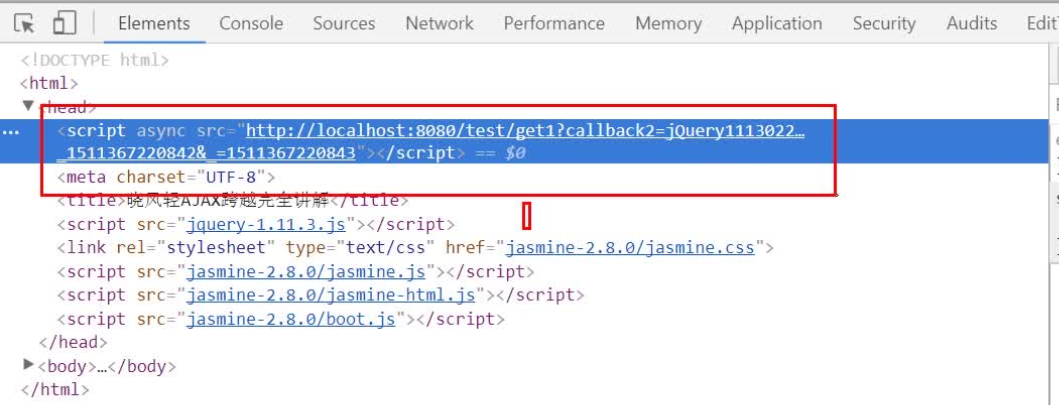 Elements Console Sources Network Performance Memory Application Security Audits Edit
<!DOCTYPE html>
<html>
▼<head>
<script async src="http://localhost:8080/test/get1?callback2=jQuery1113022…
_1511367220842&_=1511367220843"></script> == $0
<meta charset="UTF-8">
<title>晓风轻AJAX跨越完全讲解</title>
<script src="jquery-1.11.3.js"></script>
<link rel="stylesheet" type="text/css" href="jasmine-2.8.0/jasmine.css">
<script src="jasmine-2.8.0/jasmine.js"></script>
<script src="jasmine-2.8.0/jasmine-html.js"></script>
<script src="jasmine-2.8.0/boot.js"></script>
</head>
▶<body>…</body>
</html>